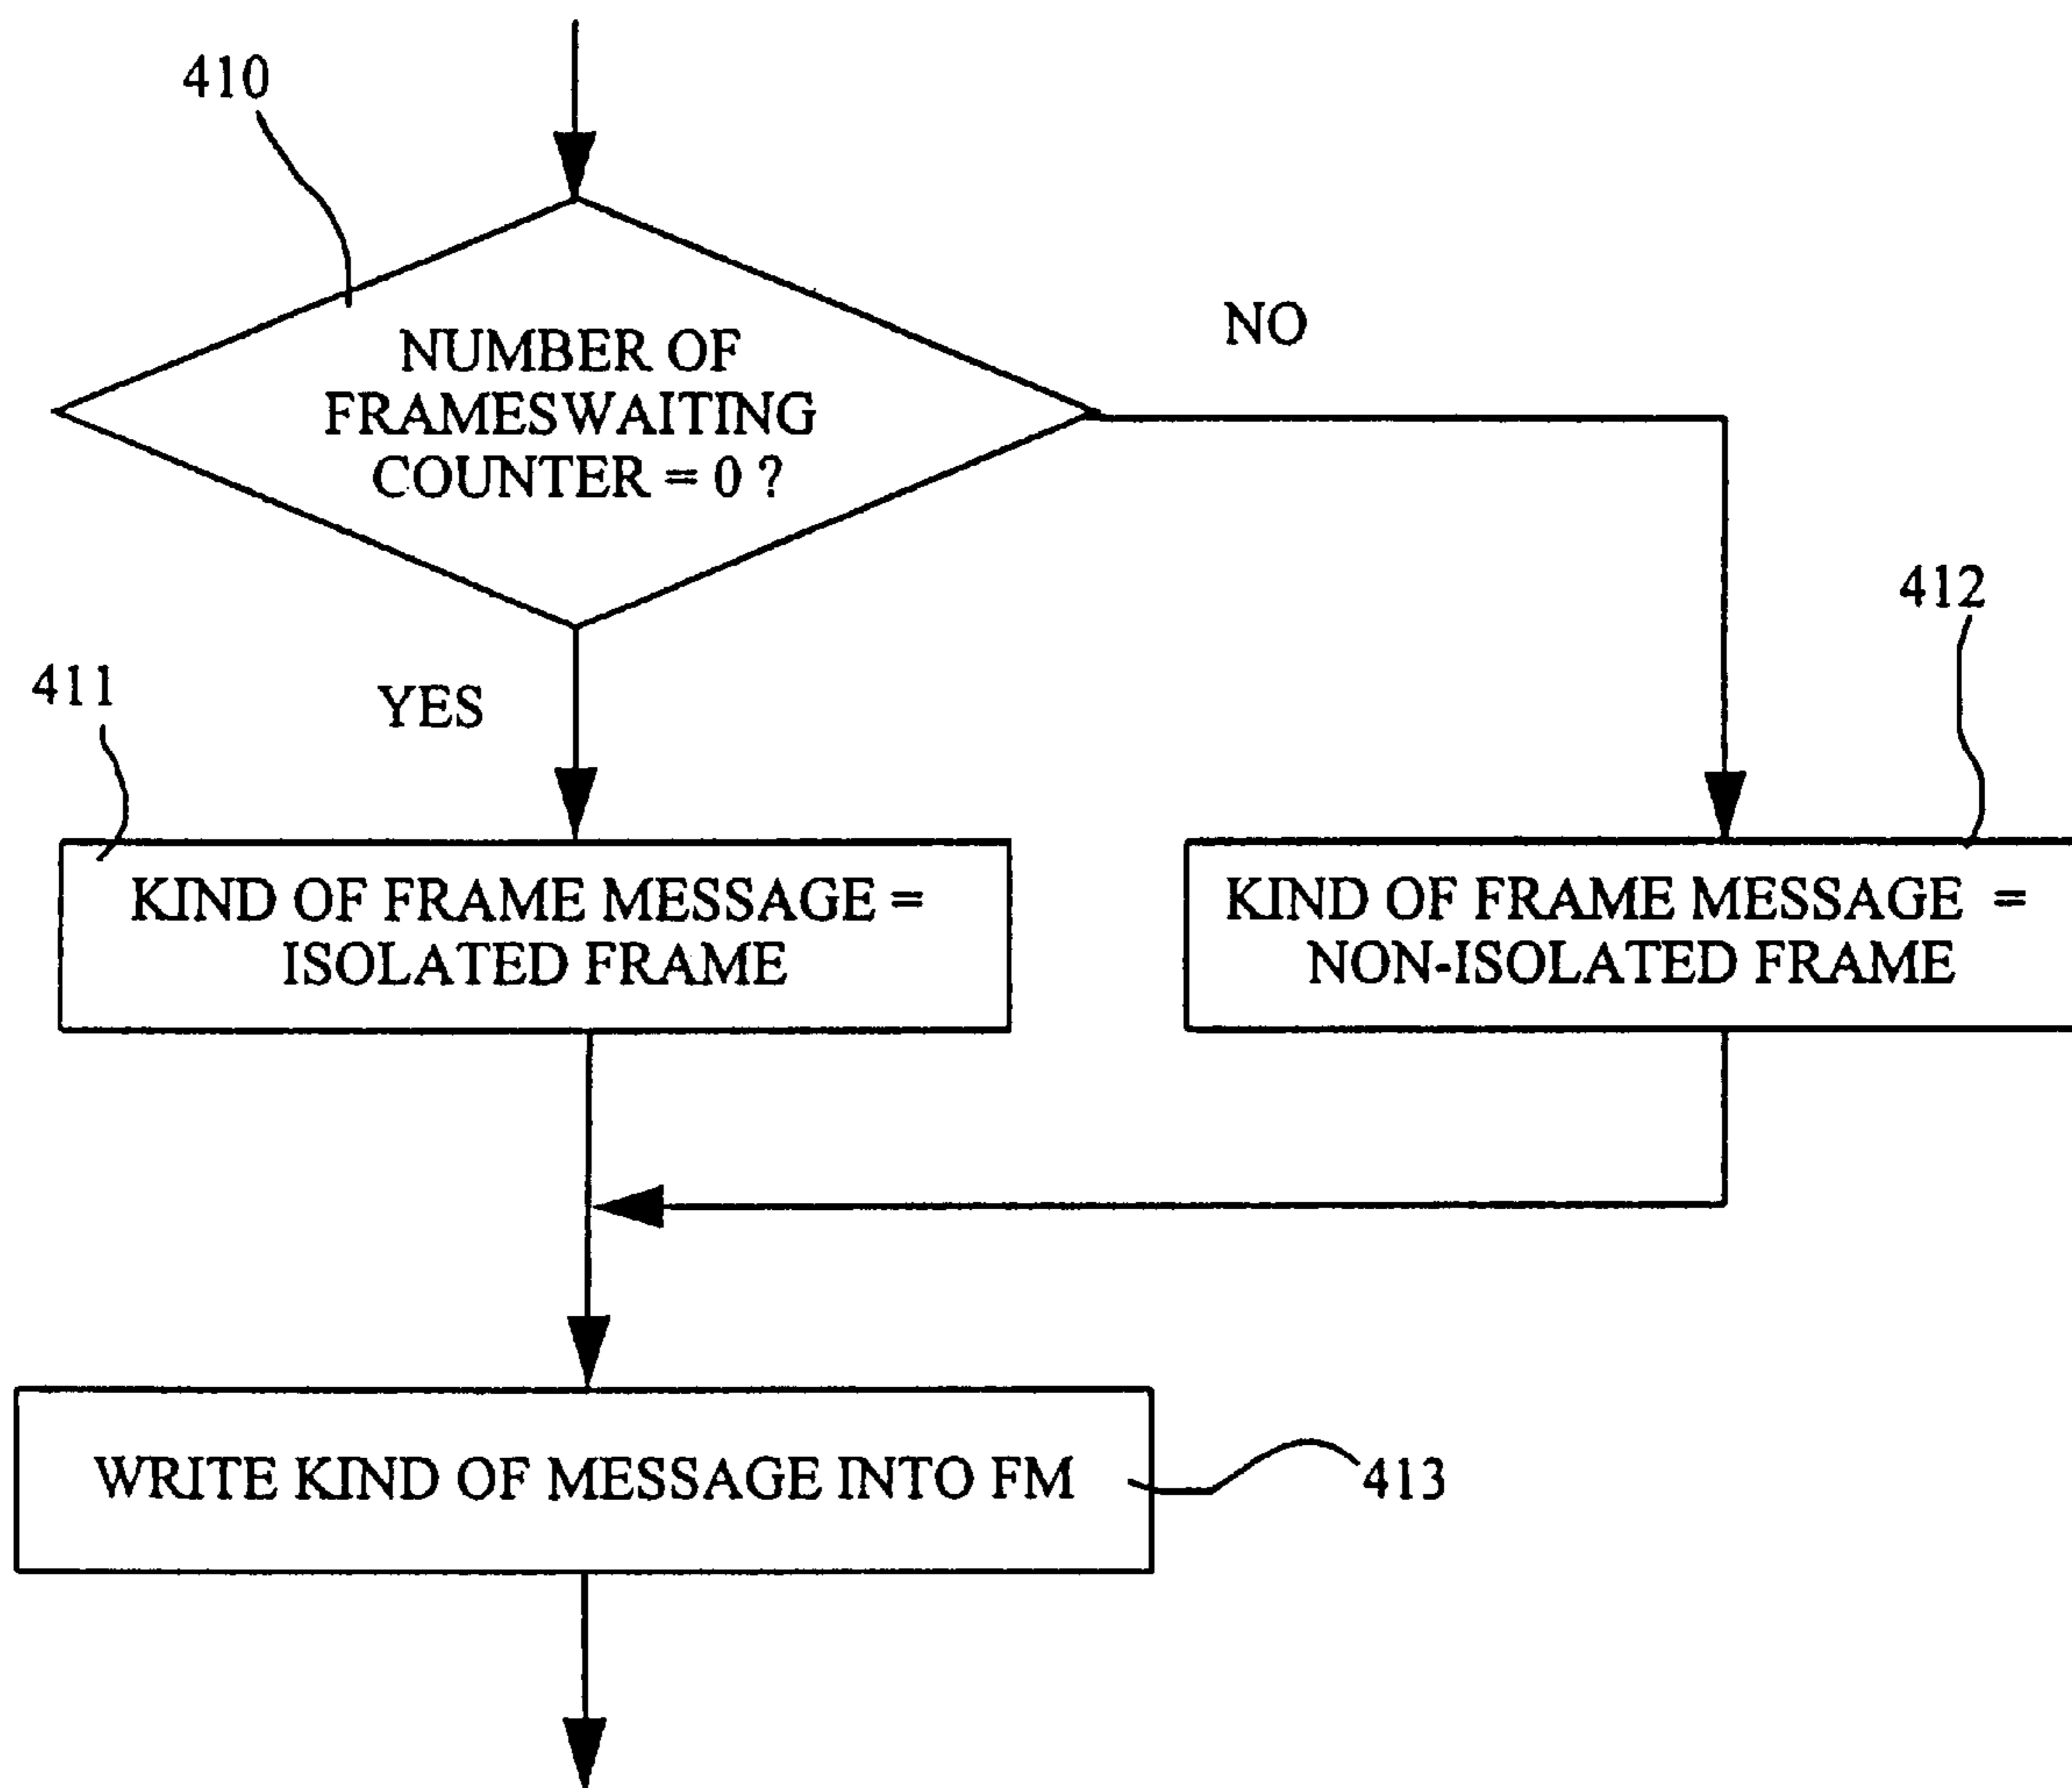 410
NUMBER OF
FRAMESWAITING
COUNTER = 0 ?
NO
412
411
YES
KIND OF FRAME MESSAGE =
ISOLATED FRAME
KIND OF FRAME MESSAGE =
NON-ISOLATED FRAME
WRITE KIND OF MESSAGE INTO FM
413